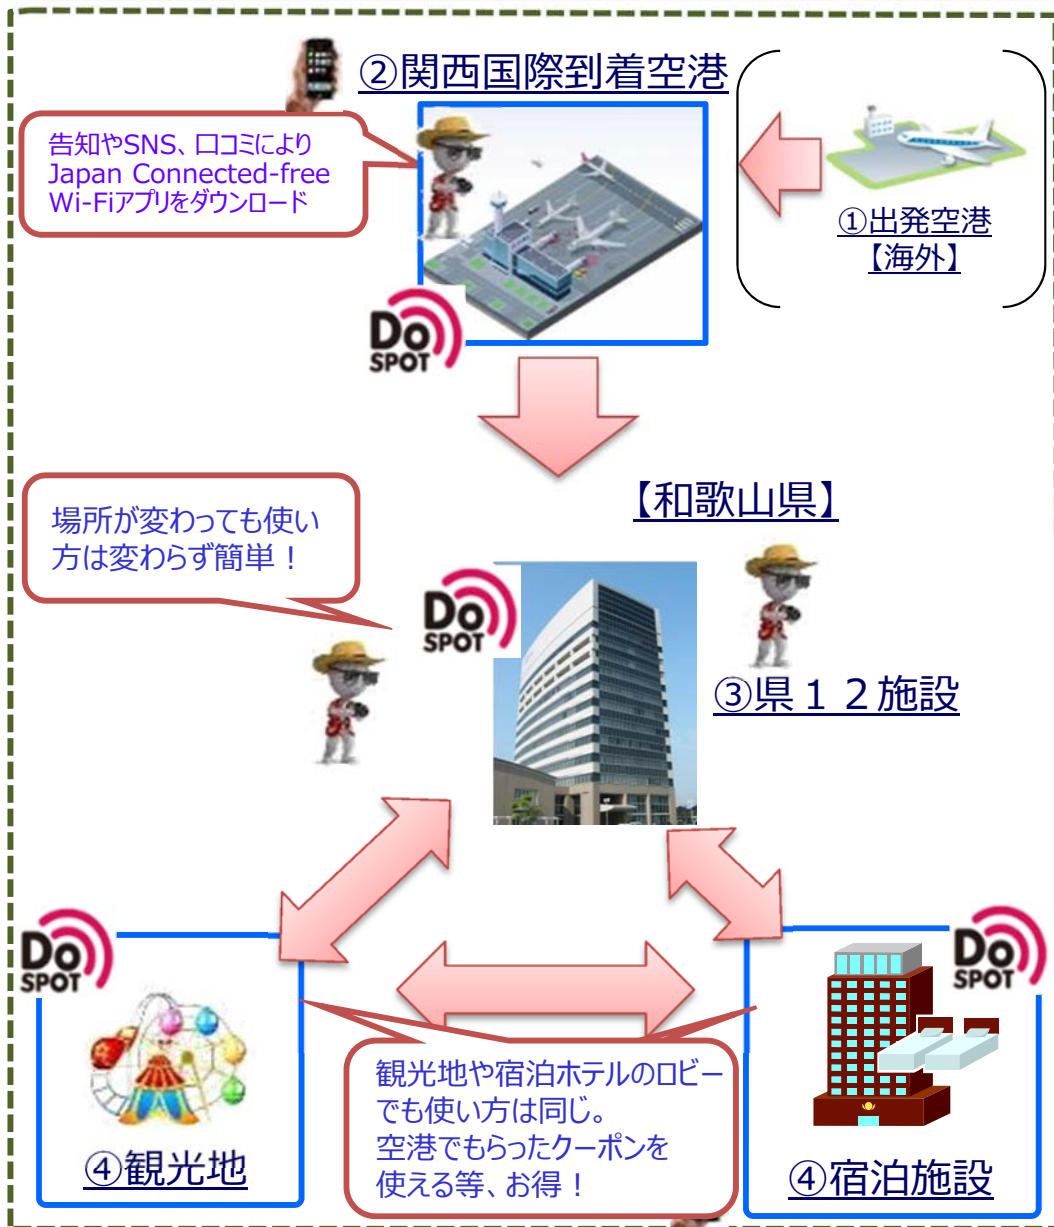 ②関西国際到着空港
告知やSNS、口コミにより
Japan Connected-free
Wi-Fiアプリをダウンロード
①出発空港
【海外】
Do
SPOT
【和歌山県】
場所が変わっても使い
方は変わらず簡単！
Do
SPOT
③県１２施設
Do
SPOT
Do
SPOT
観光地や宿泊ホテルのロビー
でも使い方は同じ。
空港でもらったクーポンを
使える等、お得！
④観光地
④宿泊施設